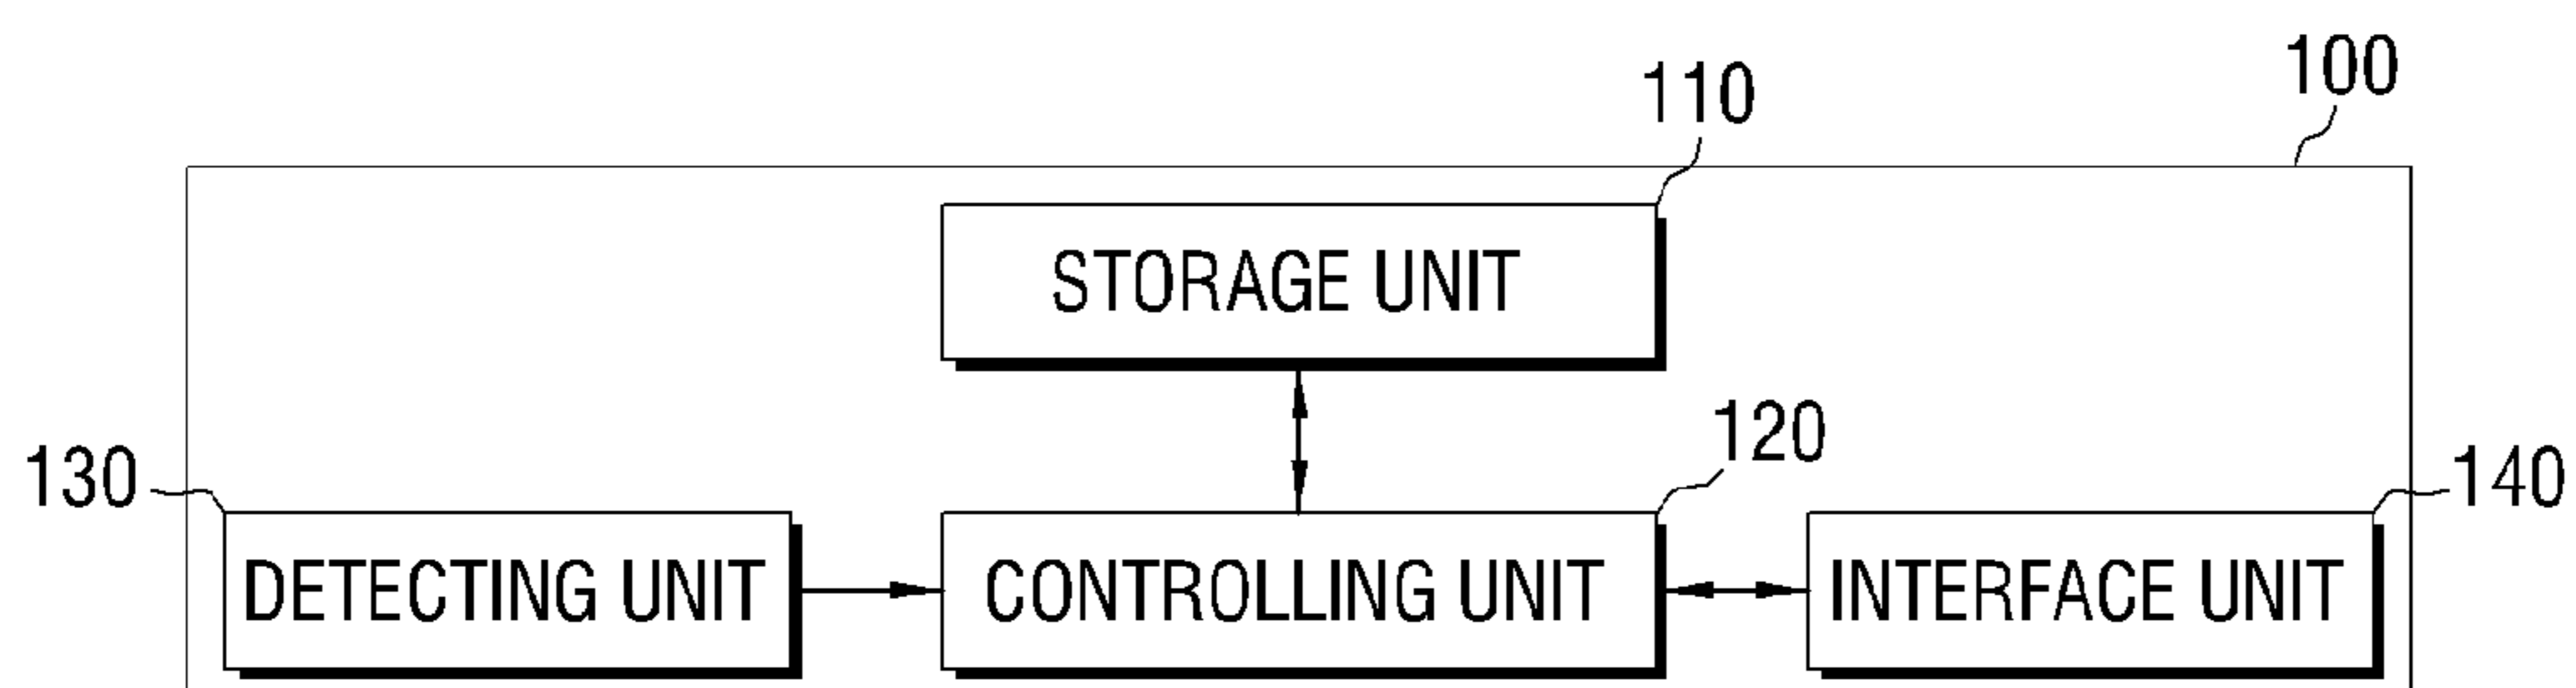 100
110
STORAGE UNIT
120
130
140
DETECTING UNIT
CONTROLLING UNIT
INTERFACE UNIT